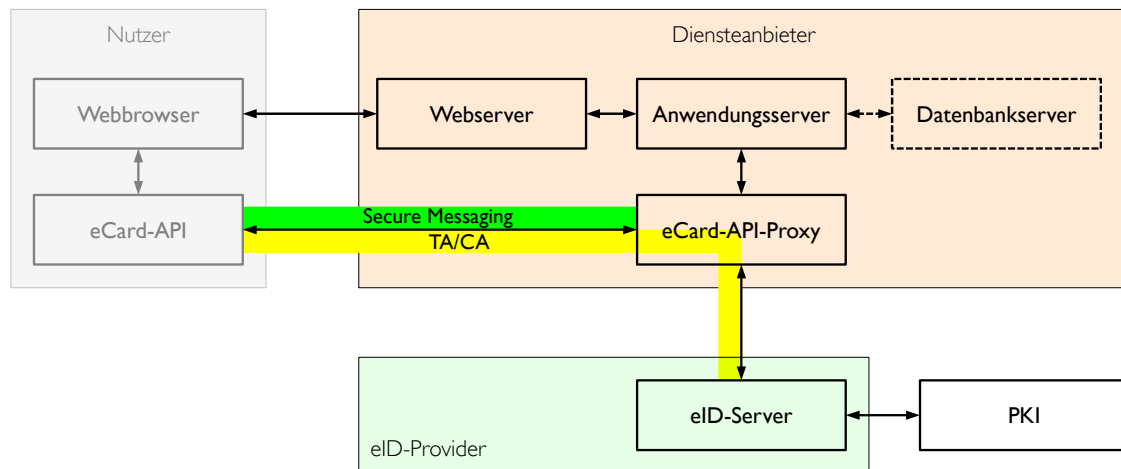 Nutzer
Diensteanbieter
Webbrowser
Webserver
Anwendungsserver
Datenbankserver
eCard-API
Secure Messaging
TA/CA
eCard-API-Proxy
eID-Server
PKI
eID-Provider